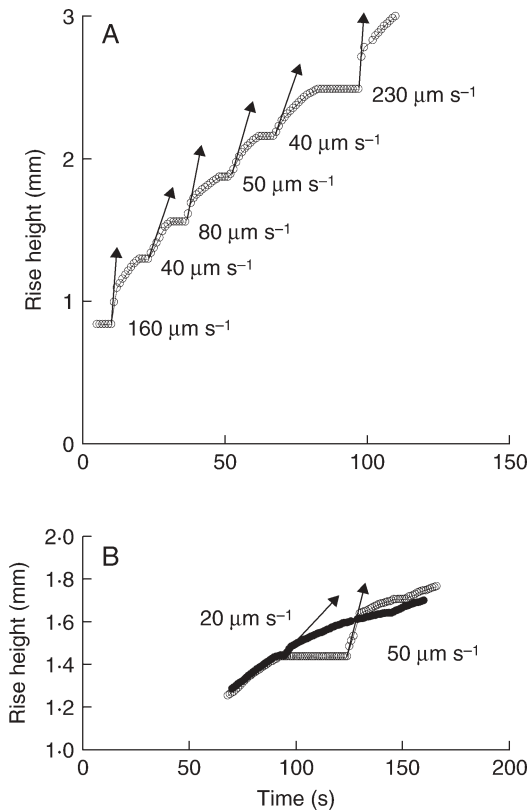 A
3
2
1
0
Rise height (mm)
230 μm s–1
40 μm s–1
50 μm s–1
80 μm s–1
40 μm s–1
160 μm s–1
0 50 100 150
B
2·0
1·8
1·6
1·4
1·2
1·0
Rise height (mm)
20 μm s–1
50 μm s–1
0 50 100 150 200
Time (s)